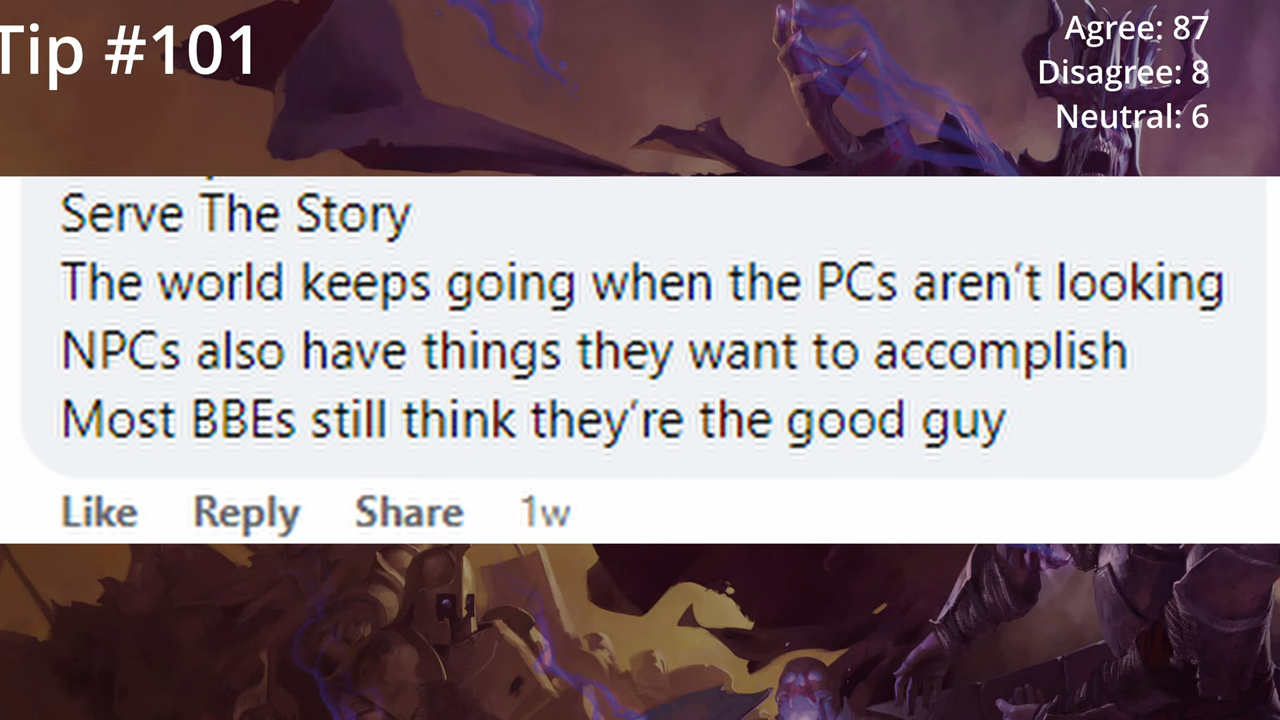 Tip #101
Agree: 87
Disagree: 8
Neutral: 6
Serve The Story
The world keeps going when the PCs aren't looking
NPCs also have things they want to accomplish
Most BBEs still think they're the good guy
Like Reply Share 1w